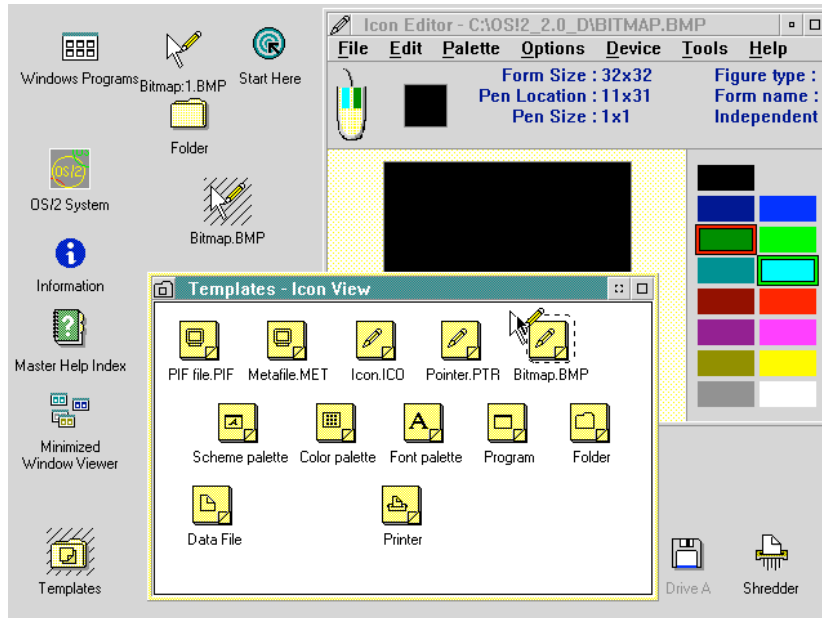 Icon Editor - C:\OS!2_2.0_D\BITMAP.BMP
File Edit Palette Options Device Tools Help
Form Size : 32x32
Pen Location : 11x31
Pen Size : 1x1
Figure type :
Form name :
Independent
Windows Programs
Bitmap:1.BMP
Start Here
Folder
OS/2
OS/2 System
Bitmap.BMP
Information
Master Help Index
Minimized
Window Viewer
Templates
Templates - Icon View
PIF file.PIF
Metafile.MET
Icon.ICO
Pointer.PTR
Bitmap.BMP
Scheme palette
Color palette
Font palette
Program
Folder
Data File
Printer
Drive A
Shredder